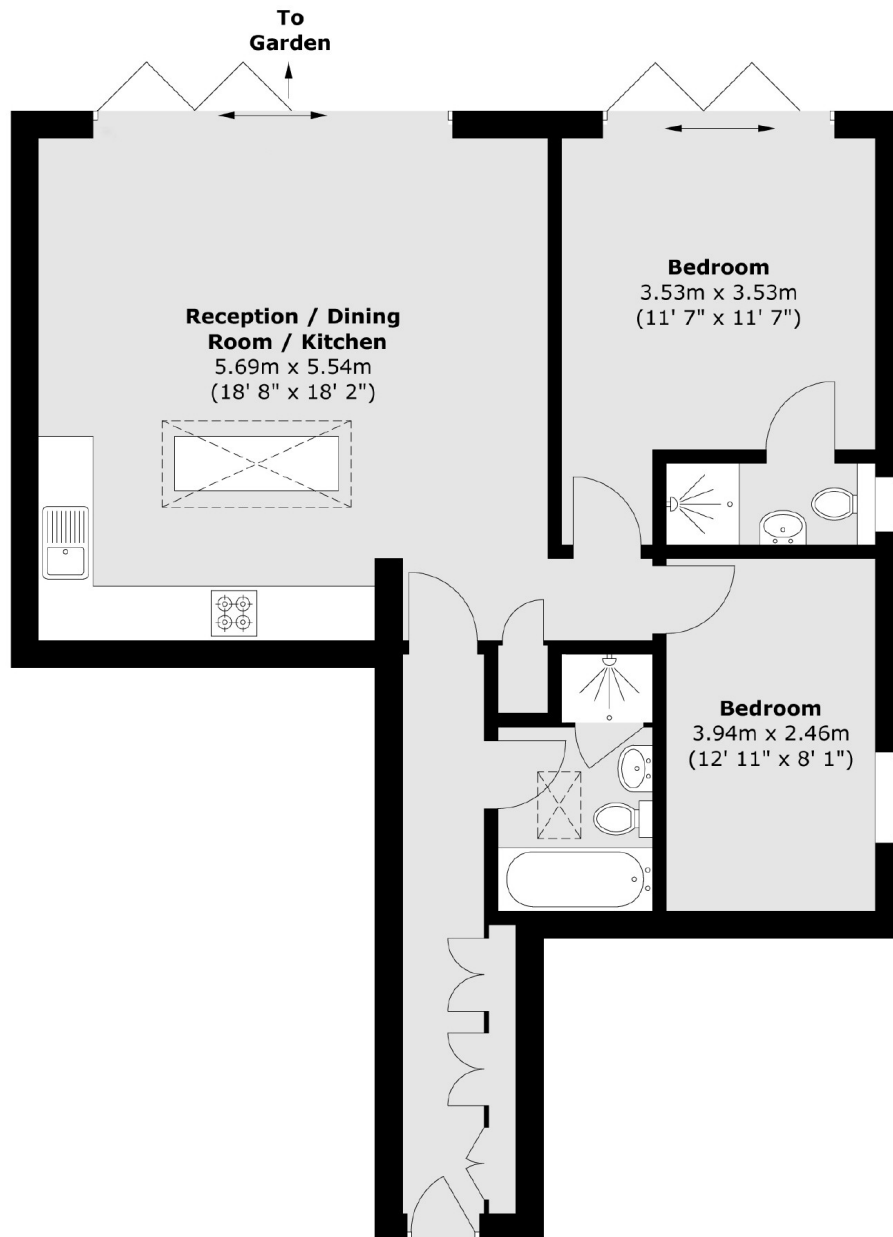 To
Garden
Reception / Dining
Room / Kitchen
5.69m x 5.54m
(18' 8" x 18' 2")
Bedroom
3.53m x 3.53m
(11' 7" x 11' 7")
Bedroom
3.94m x 2.46m
(12' 11" x 8' 1")